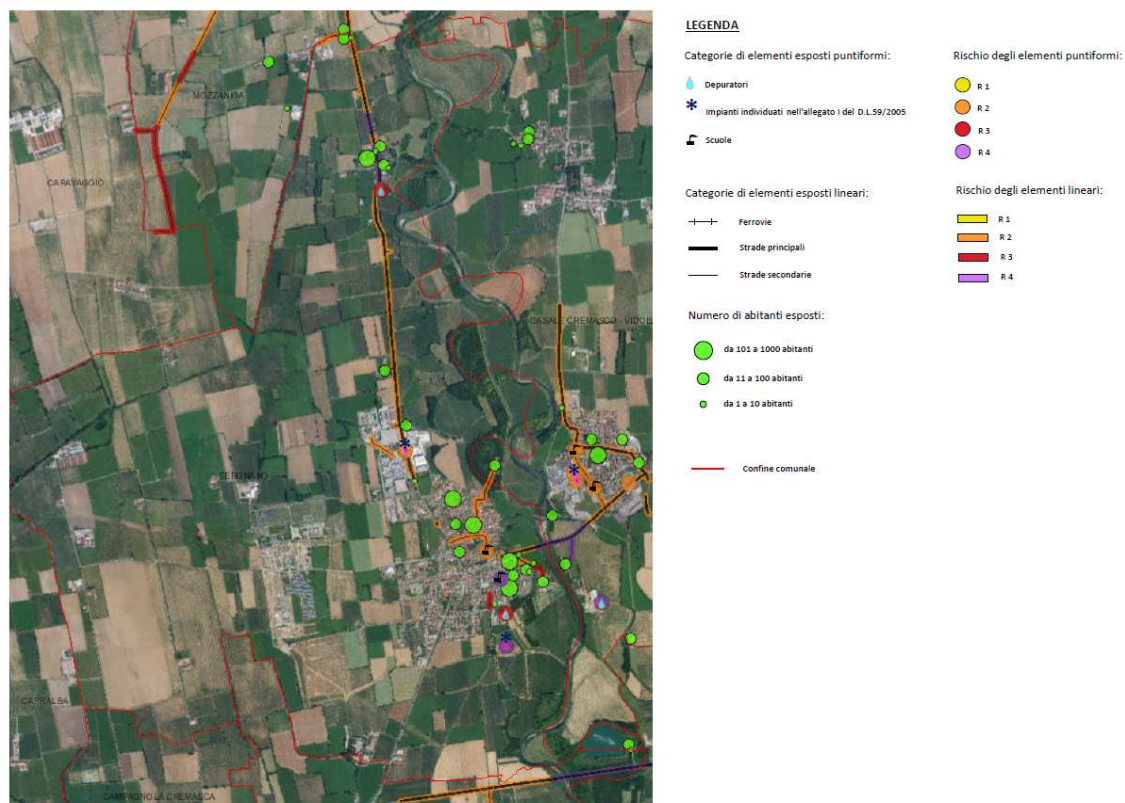 MOZZANICA
CARAVAGGIO
CASALE CREMASCO - VIDOL
SERGNANO
CAPRALBA
CAMPAGNOLA CREMASCA
LEGENDA
Categorie di elementi esposti puntiformi:
Depuratori
Impianti individuati nell'allegato I del D.L.59/2005
Scuole
Rischio degli elementi puntiformi:
R 1
R 2
R 3
R 4
Categorie di elementi esposti lineari:
Ferrovie
Strade principali
Strade secondarie
Rischio degli elementi lineari:
R 1
R 2
R 3
R 4
Numero di abitanti esposti:
da 101 a 1000 abitanti
da 11 a 100 abitanti
da 1 a 10 abitanti
Confine comunale